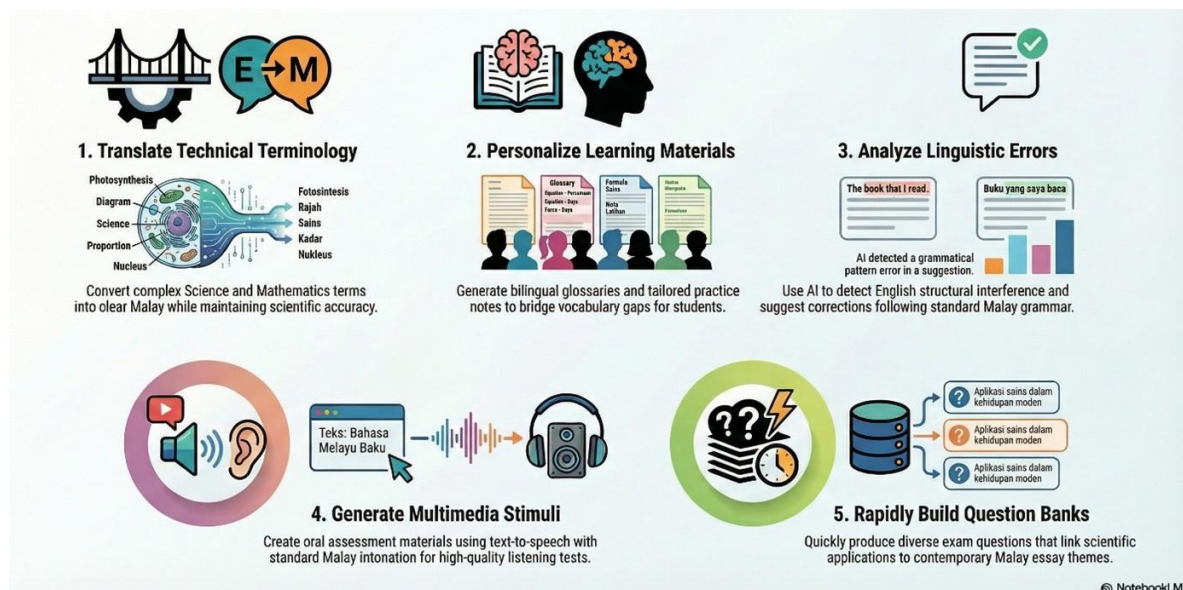 E→M
1. Translate Technical Terminology
Photosynthesis
Diagram
Science
Proportion
Nucleus
Fotosintesis
Rajah
Sains
Kadar
Nukleus
Convert complex Science and Mathematics terms
into clear Malay while maintaining scientific accuracy.
2. Personalize Learning Materials
Glossary
Equation - Persamaan
Equation - Daya
Force - Daya
Formula
Sains
Nota
Latihan
Generate bilingual glossaries and tailored practice
notes to bridge vocabulary gaps for students.
3. Analyze Linguistic Errors
The book that I read.
Buku yang saya baca
AI detected a grammatical
pattern error in a suggestion.
Use AI to detect English structural interference and
suggest corrections following standard Malay grammar.
Teks: Bahasa
Melayu Baku
4. Generate Multimedia Stimuli
Create oral assessment materials using text-to-speech with
standard Malay intonation for high-quality listening tests.
? ?
? Aplikasi sains dalam
kehidupan moden
? Aplikasi sains dalam
kehidupan moden
? Aplikasi sains dalam
kehidupan moden
5. Rapidly Build Question Banks
Quickly produce diverse exam questions that link scientific
applications to contemporary Malay essay themes.
NotebookLM